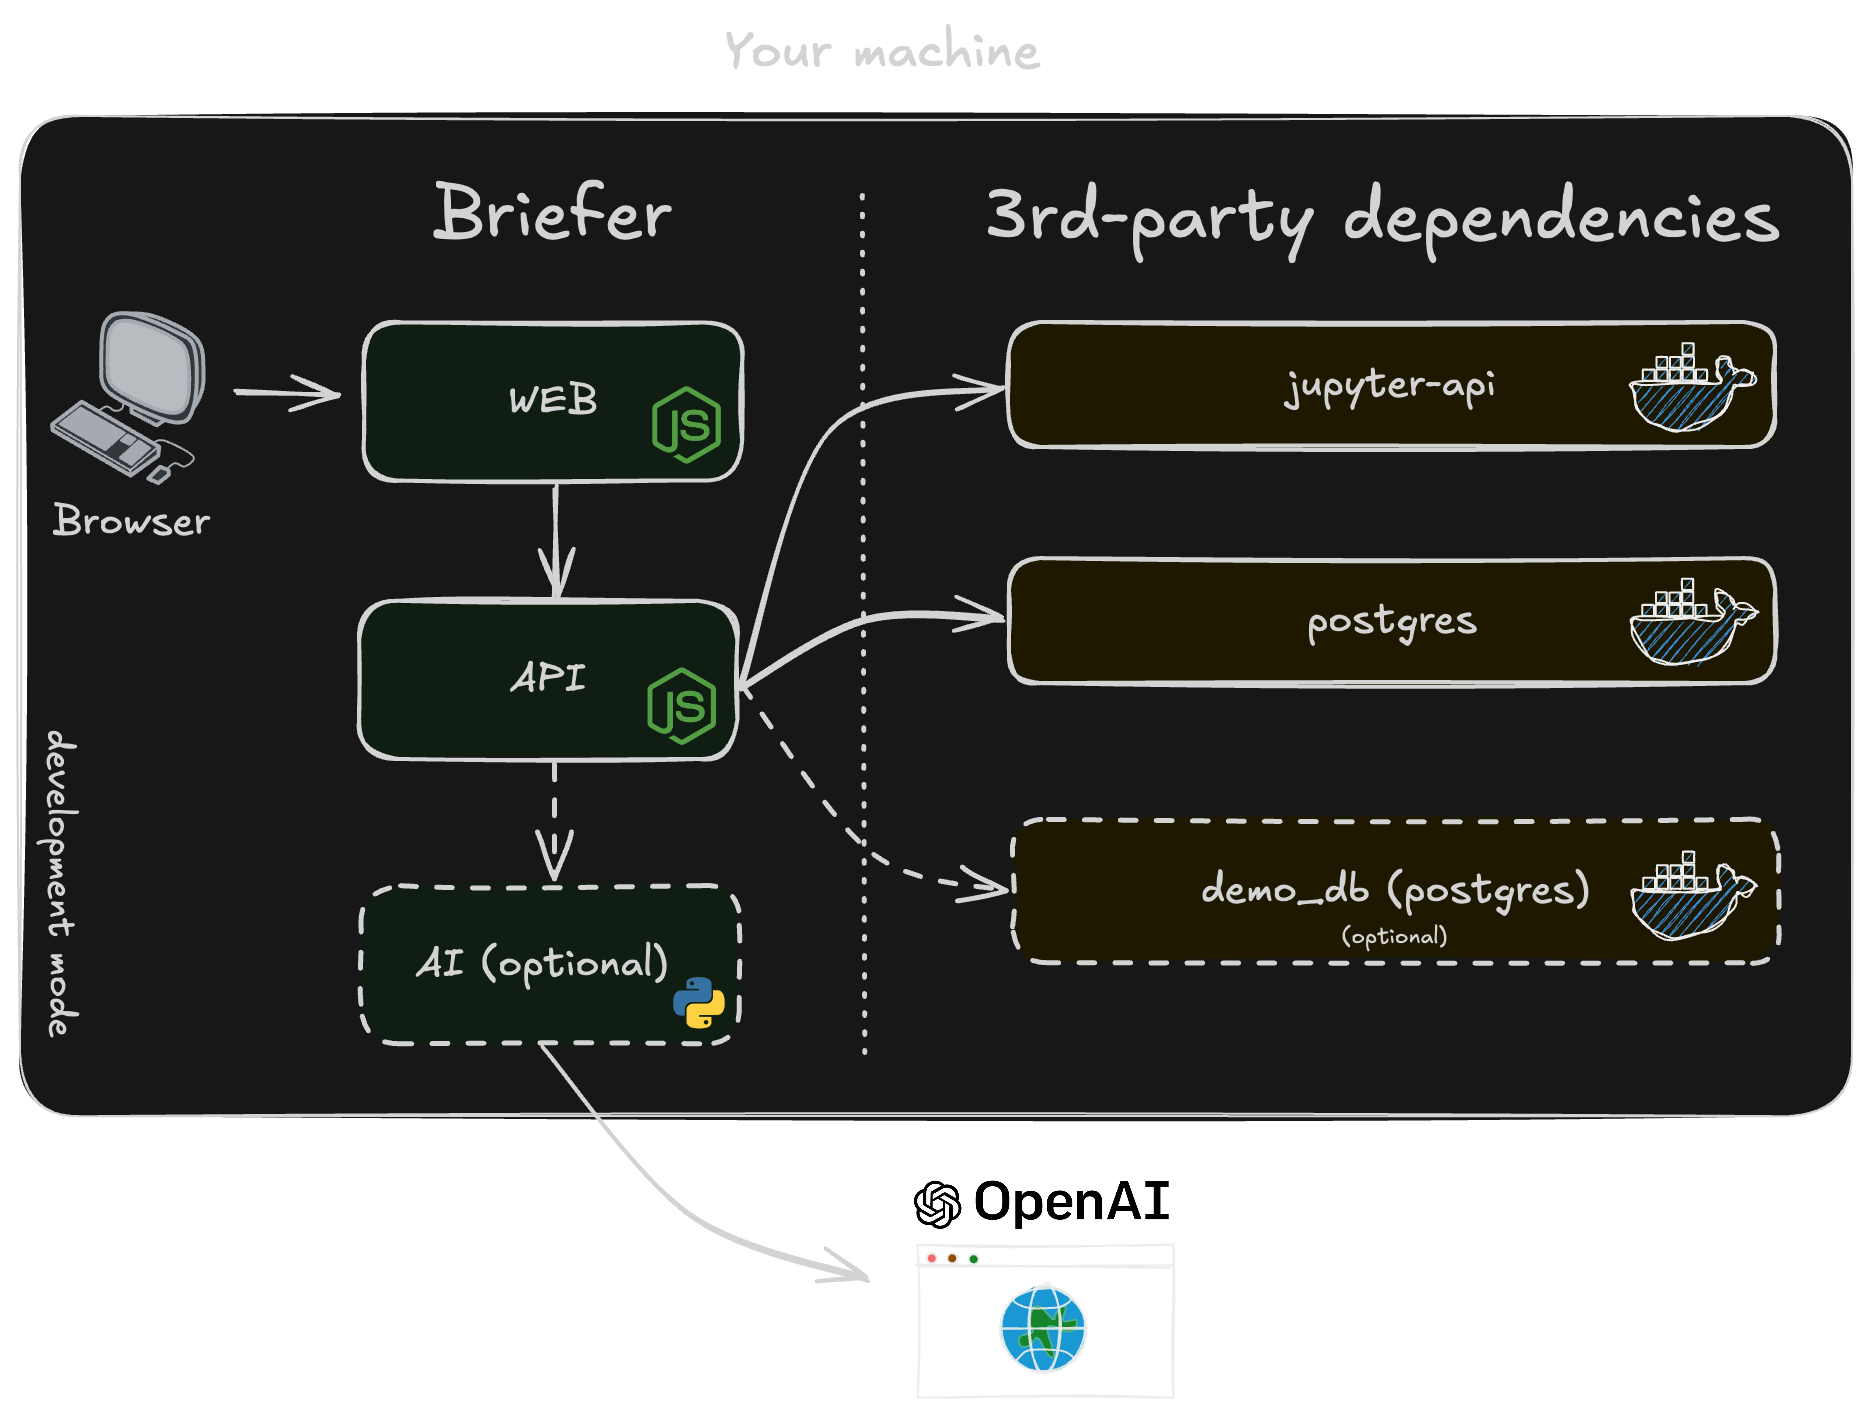 Your machine
Briefer
3rd-party dependencies
WEB
JS
jupyter-api
Browser
postgres
API
JS
development mode
demo_db (postgres)
(optional)
AI (optional)
OpenAI